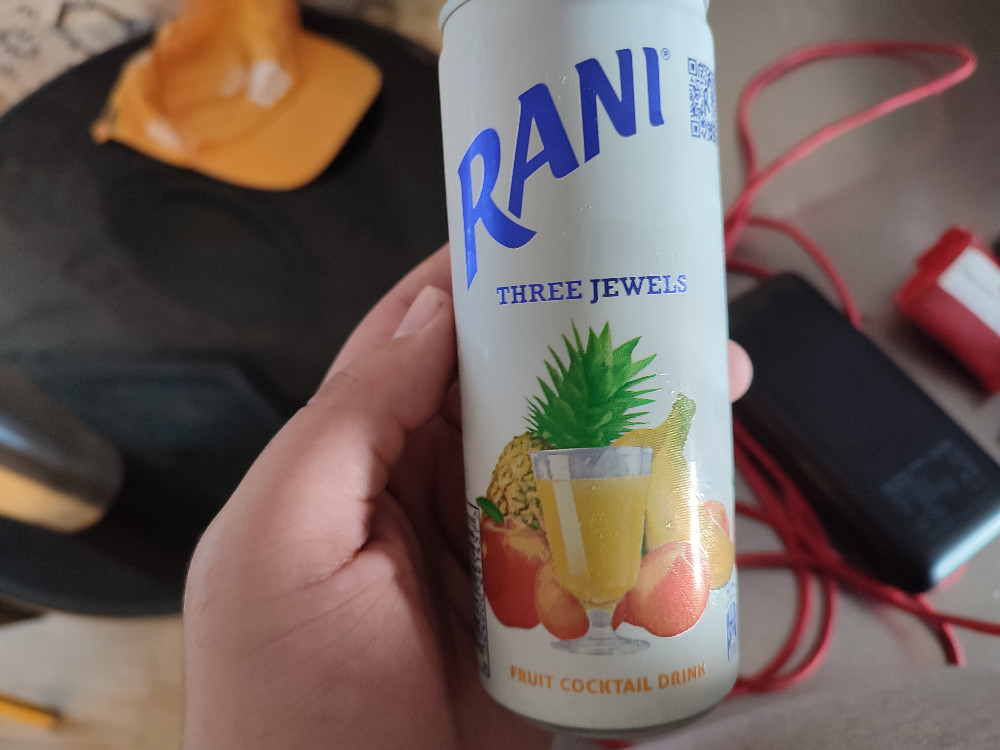 RANI®
THREE JEWELS
FRUIT COCKTAIL DRINK